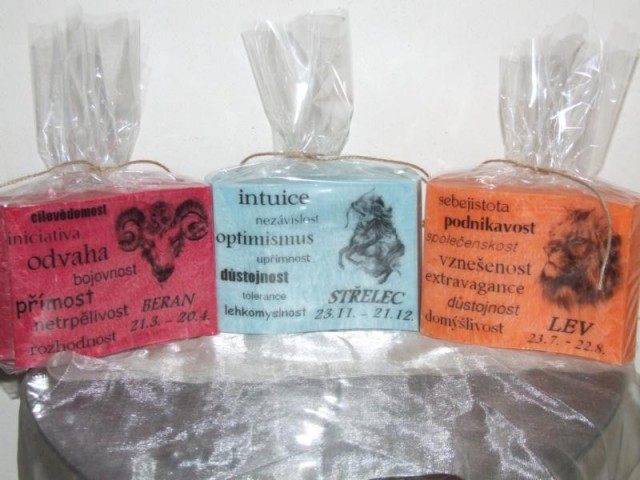 cílevědomost
iniciativa
odvaha
bojovnost
přímost
netrpělivost
rozhodnost
BERAN
21.3. - 20.4.
intuice
nezávislost
optimismus
upřímnost
důstojnost
tolerance
lehkomyslnost
STŘELEC
23.11. - 21.12.
sebejistota
podnikavost
společenskost
vznešenost
extravagance
důstojnost
domýšlivost
LEV
23.7. - 22.8.